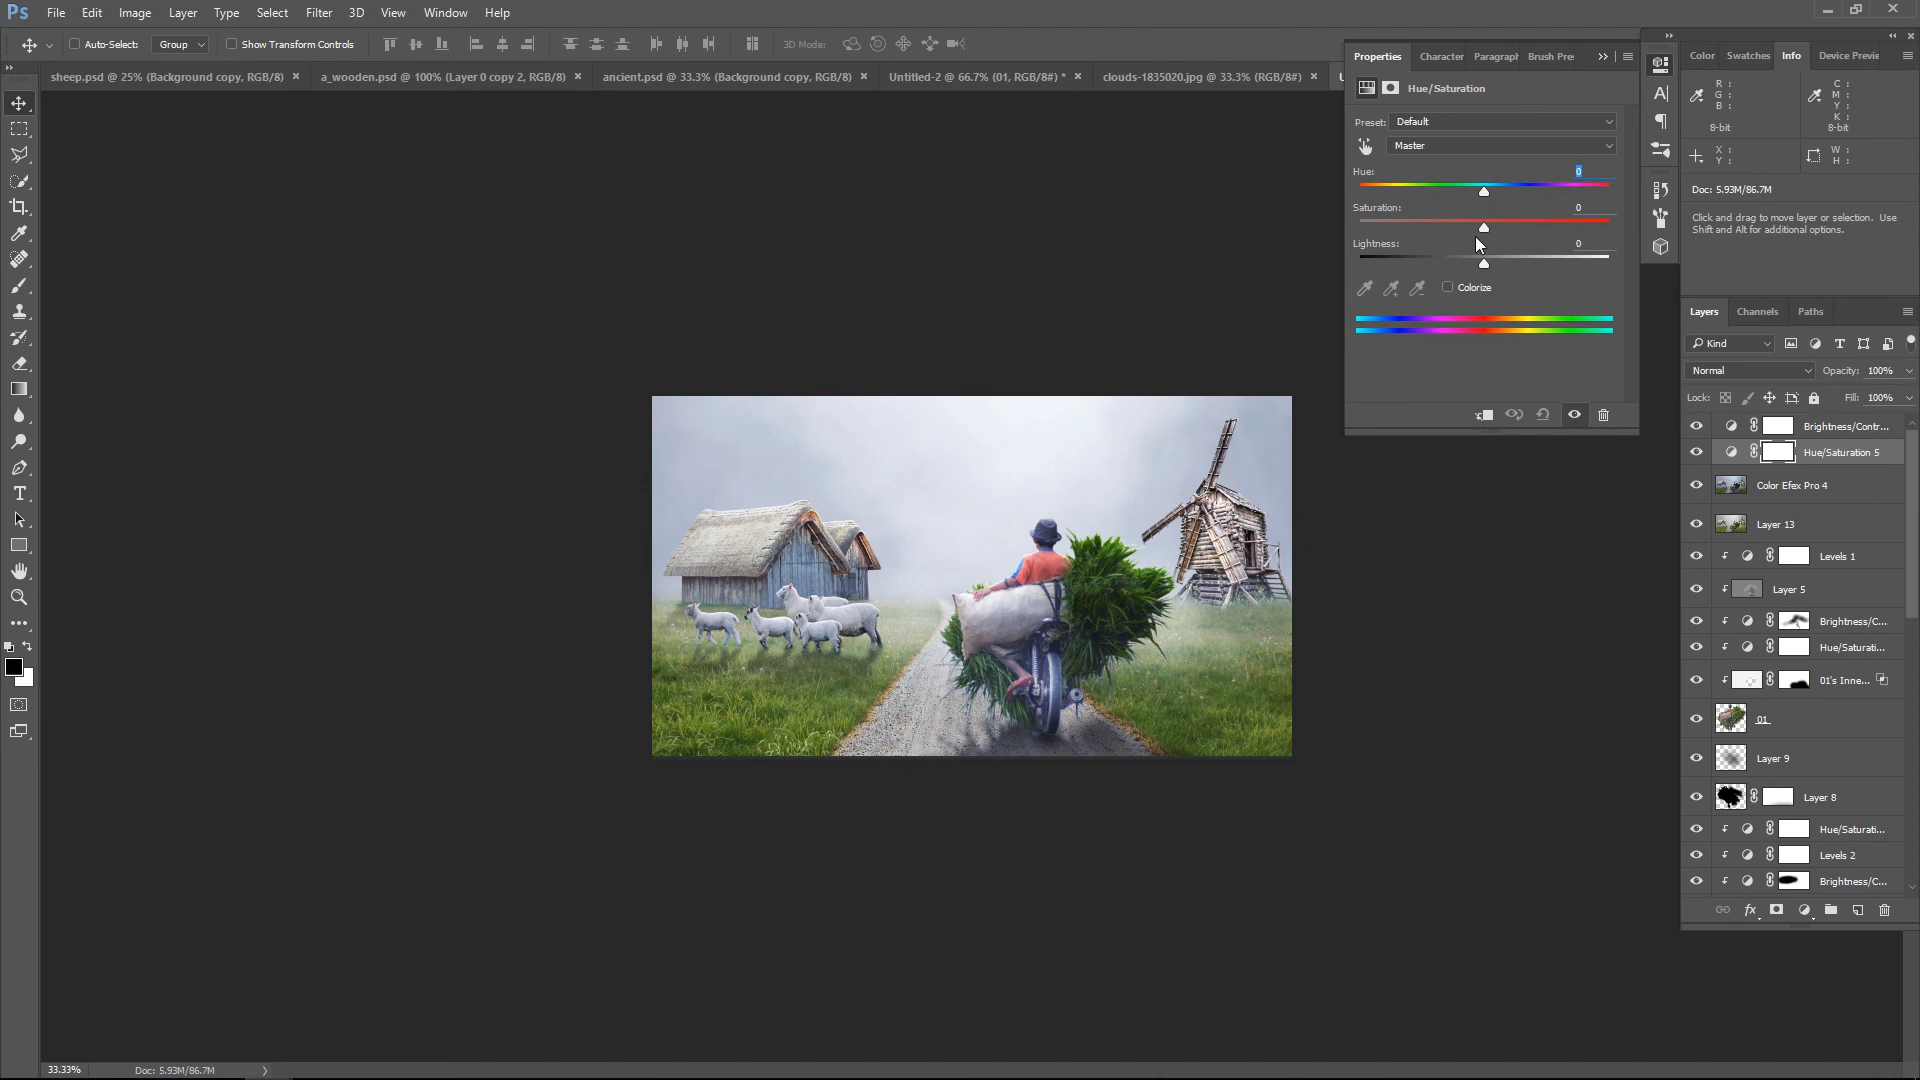 Ps File Edit Image Layer Type Select Filter 3D View Window Help
Auto-Select: Group Show Transform Controls 3D Mode:
sheep.psd @ 25% (Background copy, RGB/8) × a_wooden.psd @ 100% (Layer 0 copy 2, RGB/8) × ancient.psd @ 33.3% (Background copy, RGB/8) × Untitled-2 @ 66.7% (01, RGB/8#) * × clouds-1835020.jpg @ 33.3% (RGB/8#) ×
Properties Character Paragraph Brush Pre
Hue/Saturation
Preset: Default
Master
Hue: 0
Saturation: 0
Lightness: 0
Colorize
Color Swatches Info Device Previe
R : C :
G : M :
B : Y :
K :
8-bit 8-bit
X : W :
Y : H :
Doc: 5.93M/86.7M
Click and drag to move layer or selection. Use
Shift and Alt for additional options.
Layers Channels Paths
Kind
Normal Opacity: 100%
Lock: Fill: 100%
Brightness/Contr...
Hue/Saturation 5
Color Efex Pro 4
Layer 13
Levels 1
Layer 5
Brightness/C...
Hue/Saturati...
01's Inne...
01
Layer 9
Layer 8
Hue/Saturati...
Levels 2
Brightness/C...
fx
33.33% Doc: 5.93M/86.7M